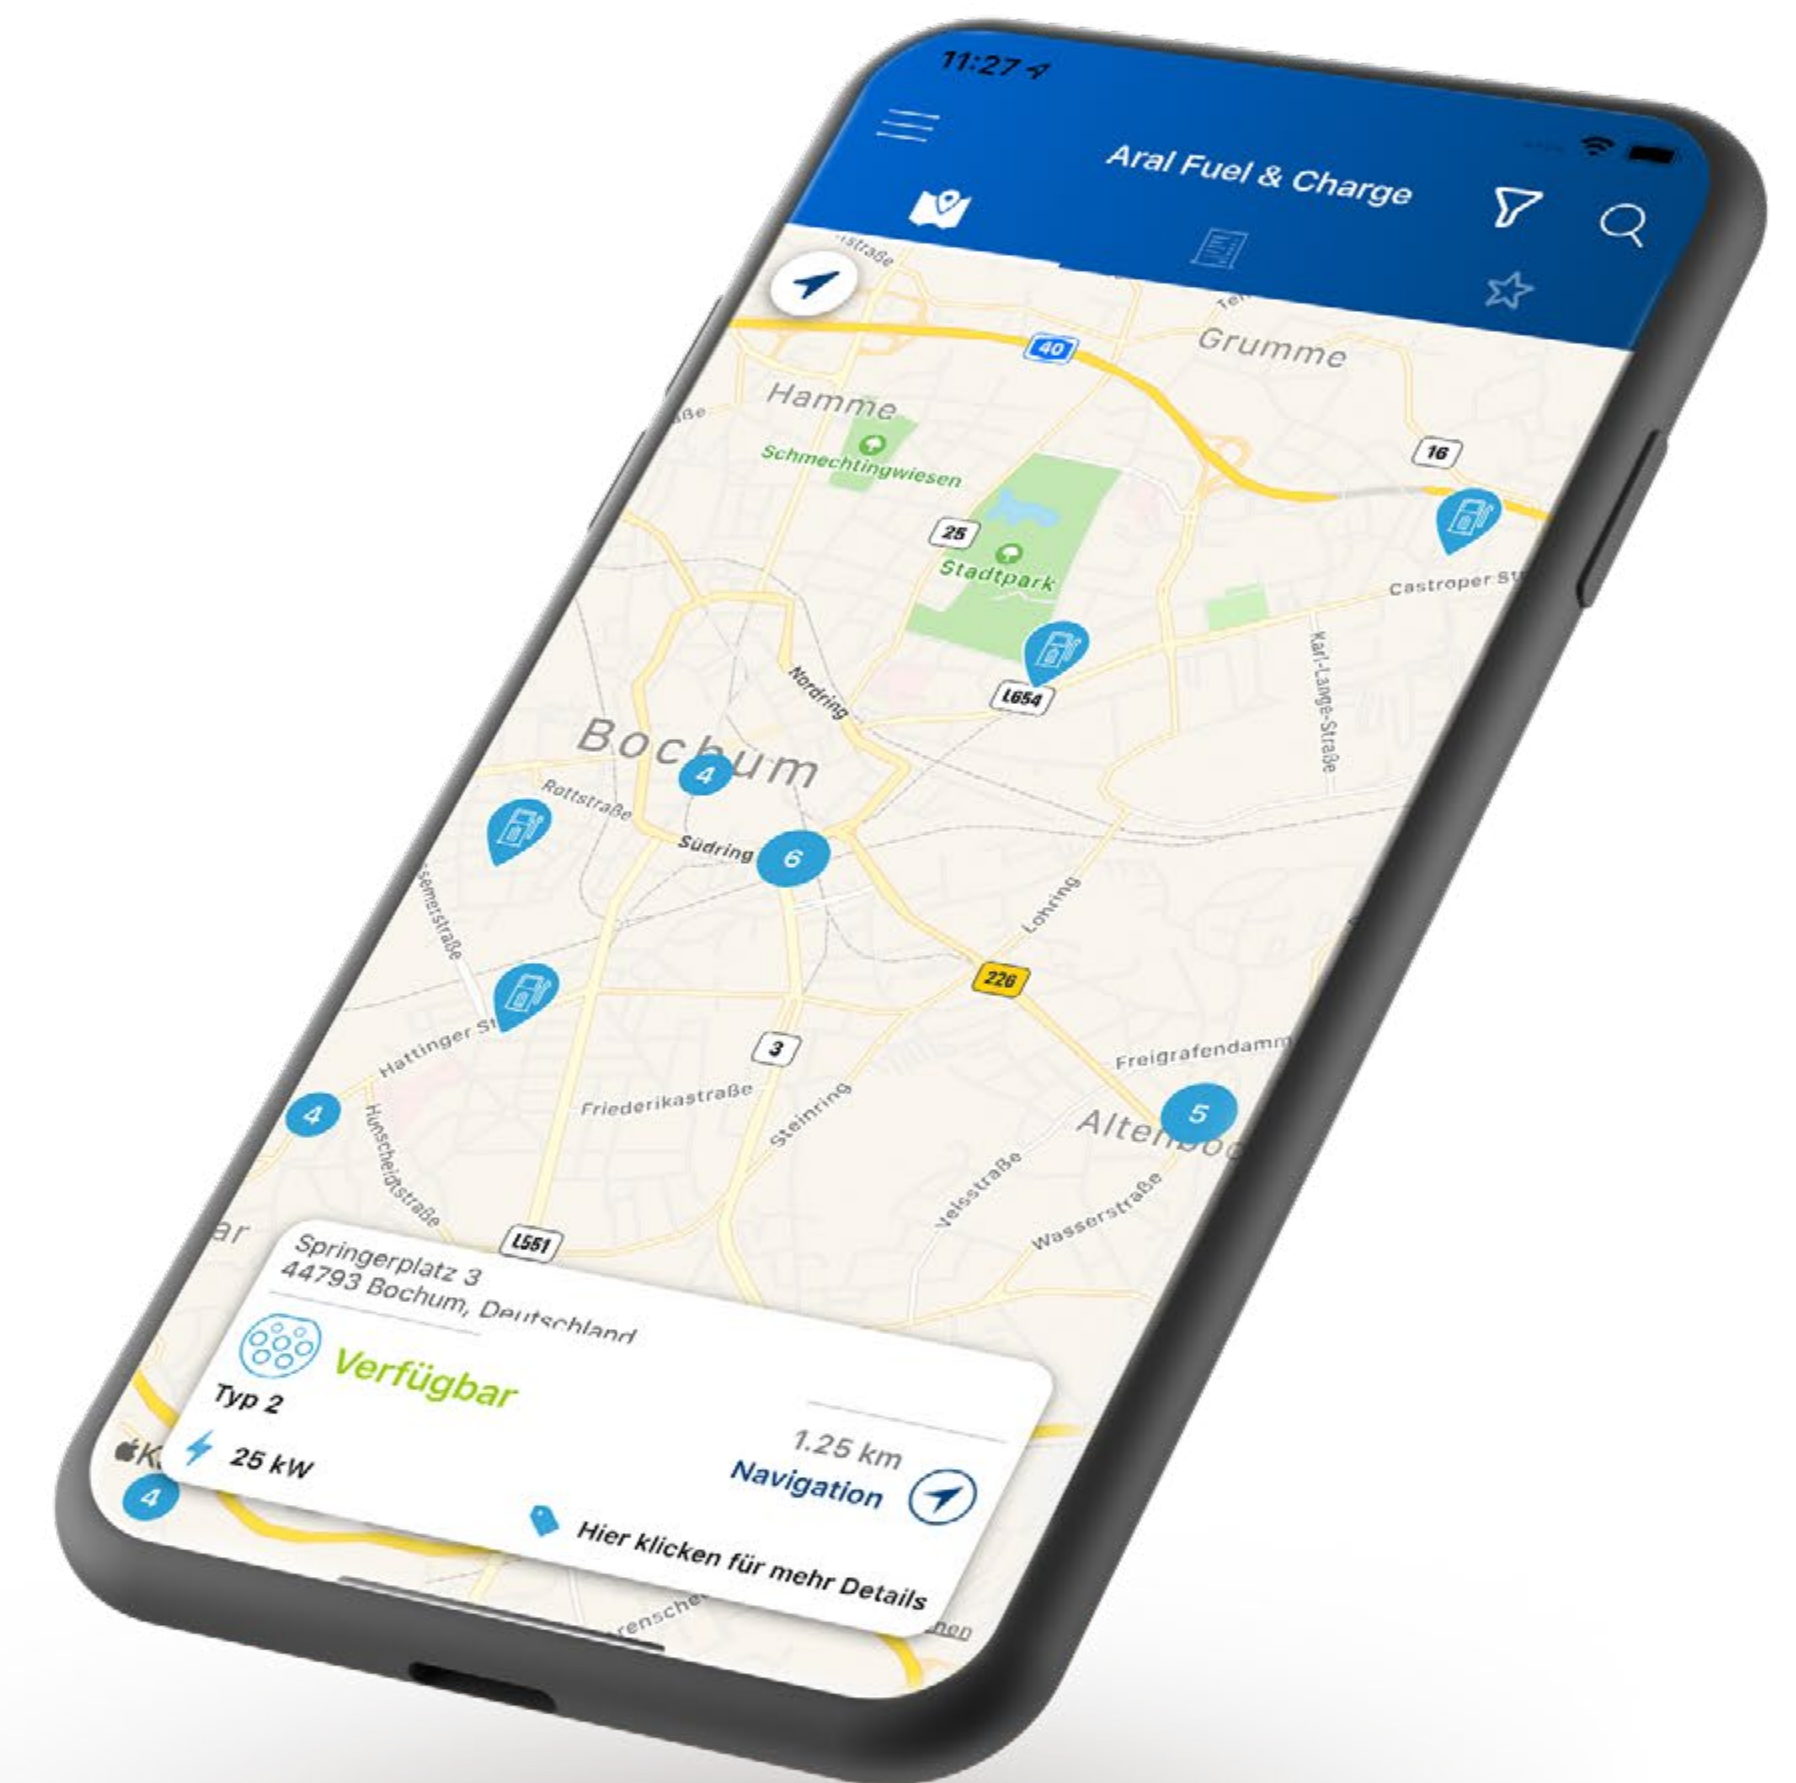 11:27
Aral Fuel & Charge
Grumme
40
Hamme
16
Schmechtingwiesen
25
Stadtpark
Castroper
Karl-Lange-Straße
L654
Nordring
Bochum
4
Rottstraße
Südring
6
Lohring
226
Hattinger
3
Freigrafendamm
Friederikastraße
Steinring
5
4
Hunscheidtstraße
Velsstraße
Wasserstraße
L551
Springerplatz 3
44793 Bochum, Deutschland
Verfügbar
Typ 2
1.25 km
25 kW
Navigation
4
Hier klicken für mehr Details